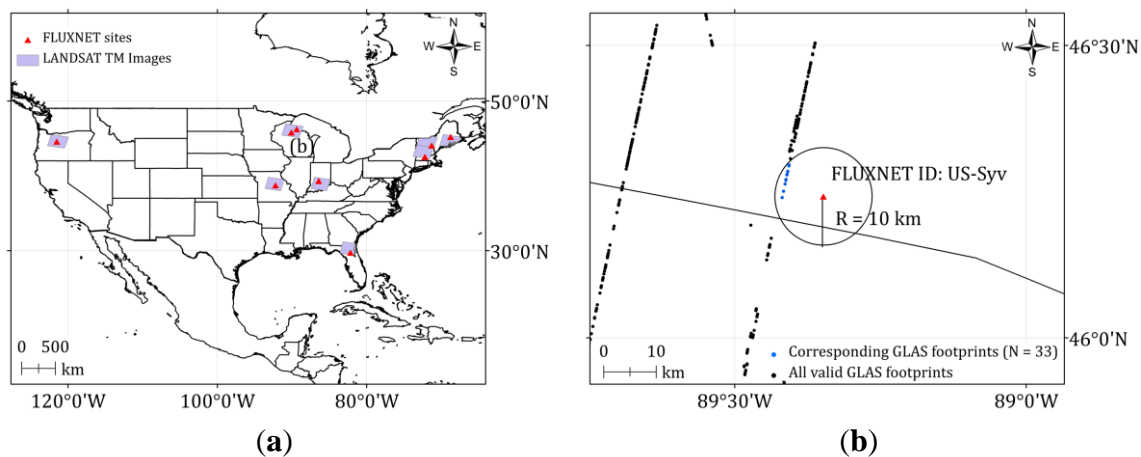 FLUXNET sites
LANDSAT TM Images
N
W E
S
(b)
50°0'N
30°0'N
0 500
km
120°0'W 100°0'W 80°0'W
(a)
N
W E
S
46°30'N
FLUXNET ID: US-Syv
R = 10 km
0 10
km
Corresponding GLAS footprints (N = 33)
All valid GLAS footprints
46°0'N
89°30'W 89°0'W
(b)